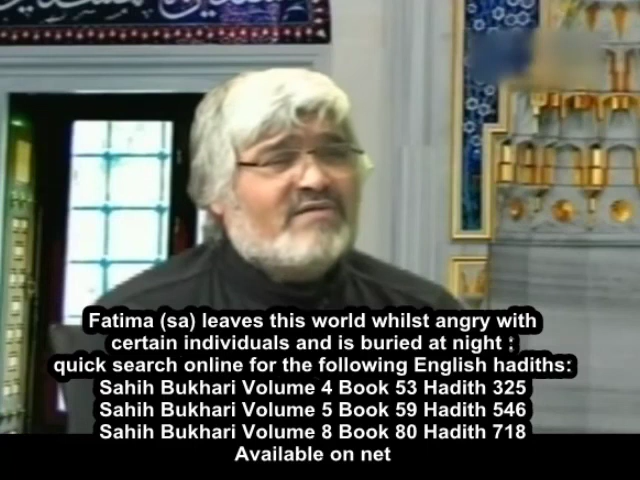 Fatima (sa) leaves this world whilst angry with
certain individuals and is buried at night ;
quick search online for the following English hadiths:
Sahih Bukhari Volume 4 Book 53 Hadith 325
Sahih Bukhari Volume 5 Book 59 Hadith 546
Sahih Bukhari Volume 8 Book 80 Hadith 718
Available on net